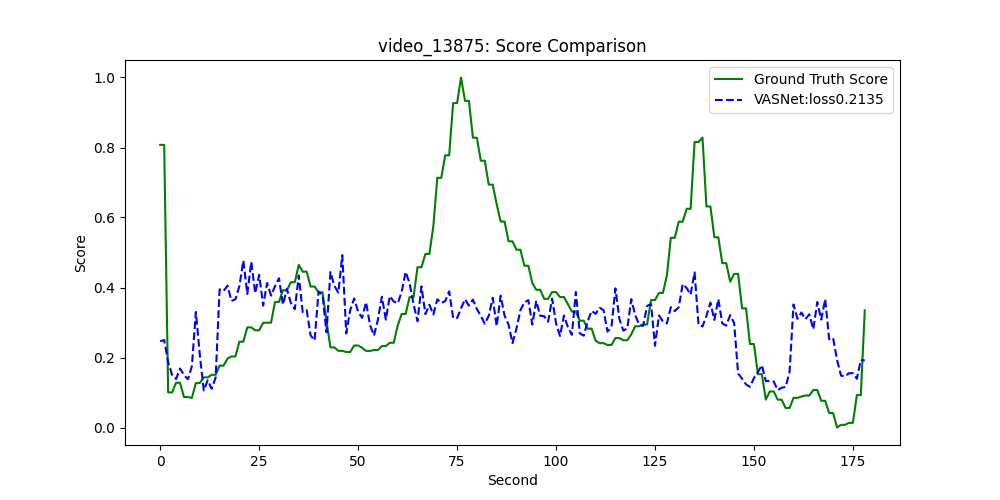 video_13875: Score Comparison
Ground Truth Score
VASNet:loss0.2135
Score
1.0
0.8
0.6
0.4
0.2
0.0
0 25 50 75 100 125 150 175
Second